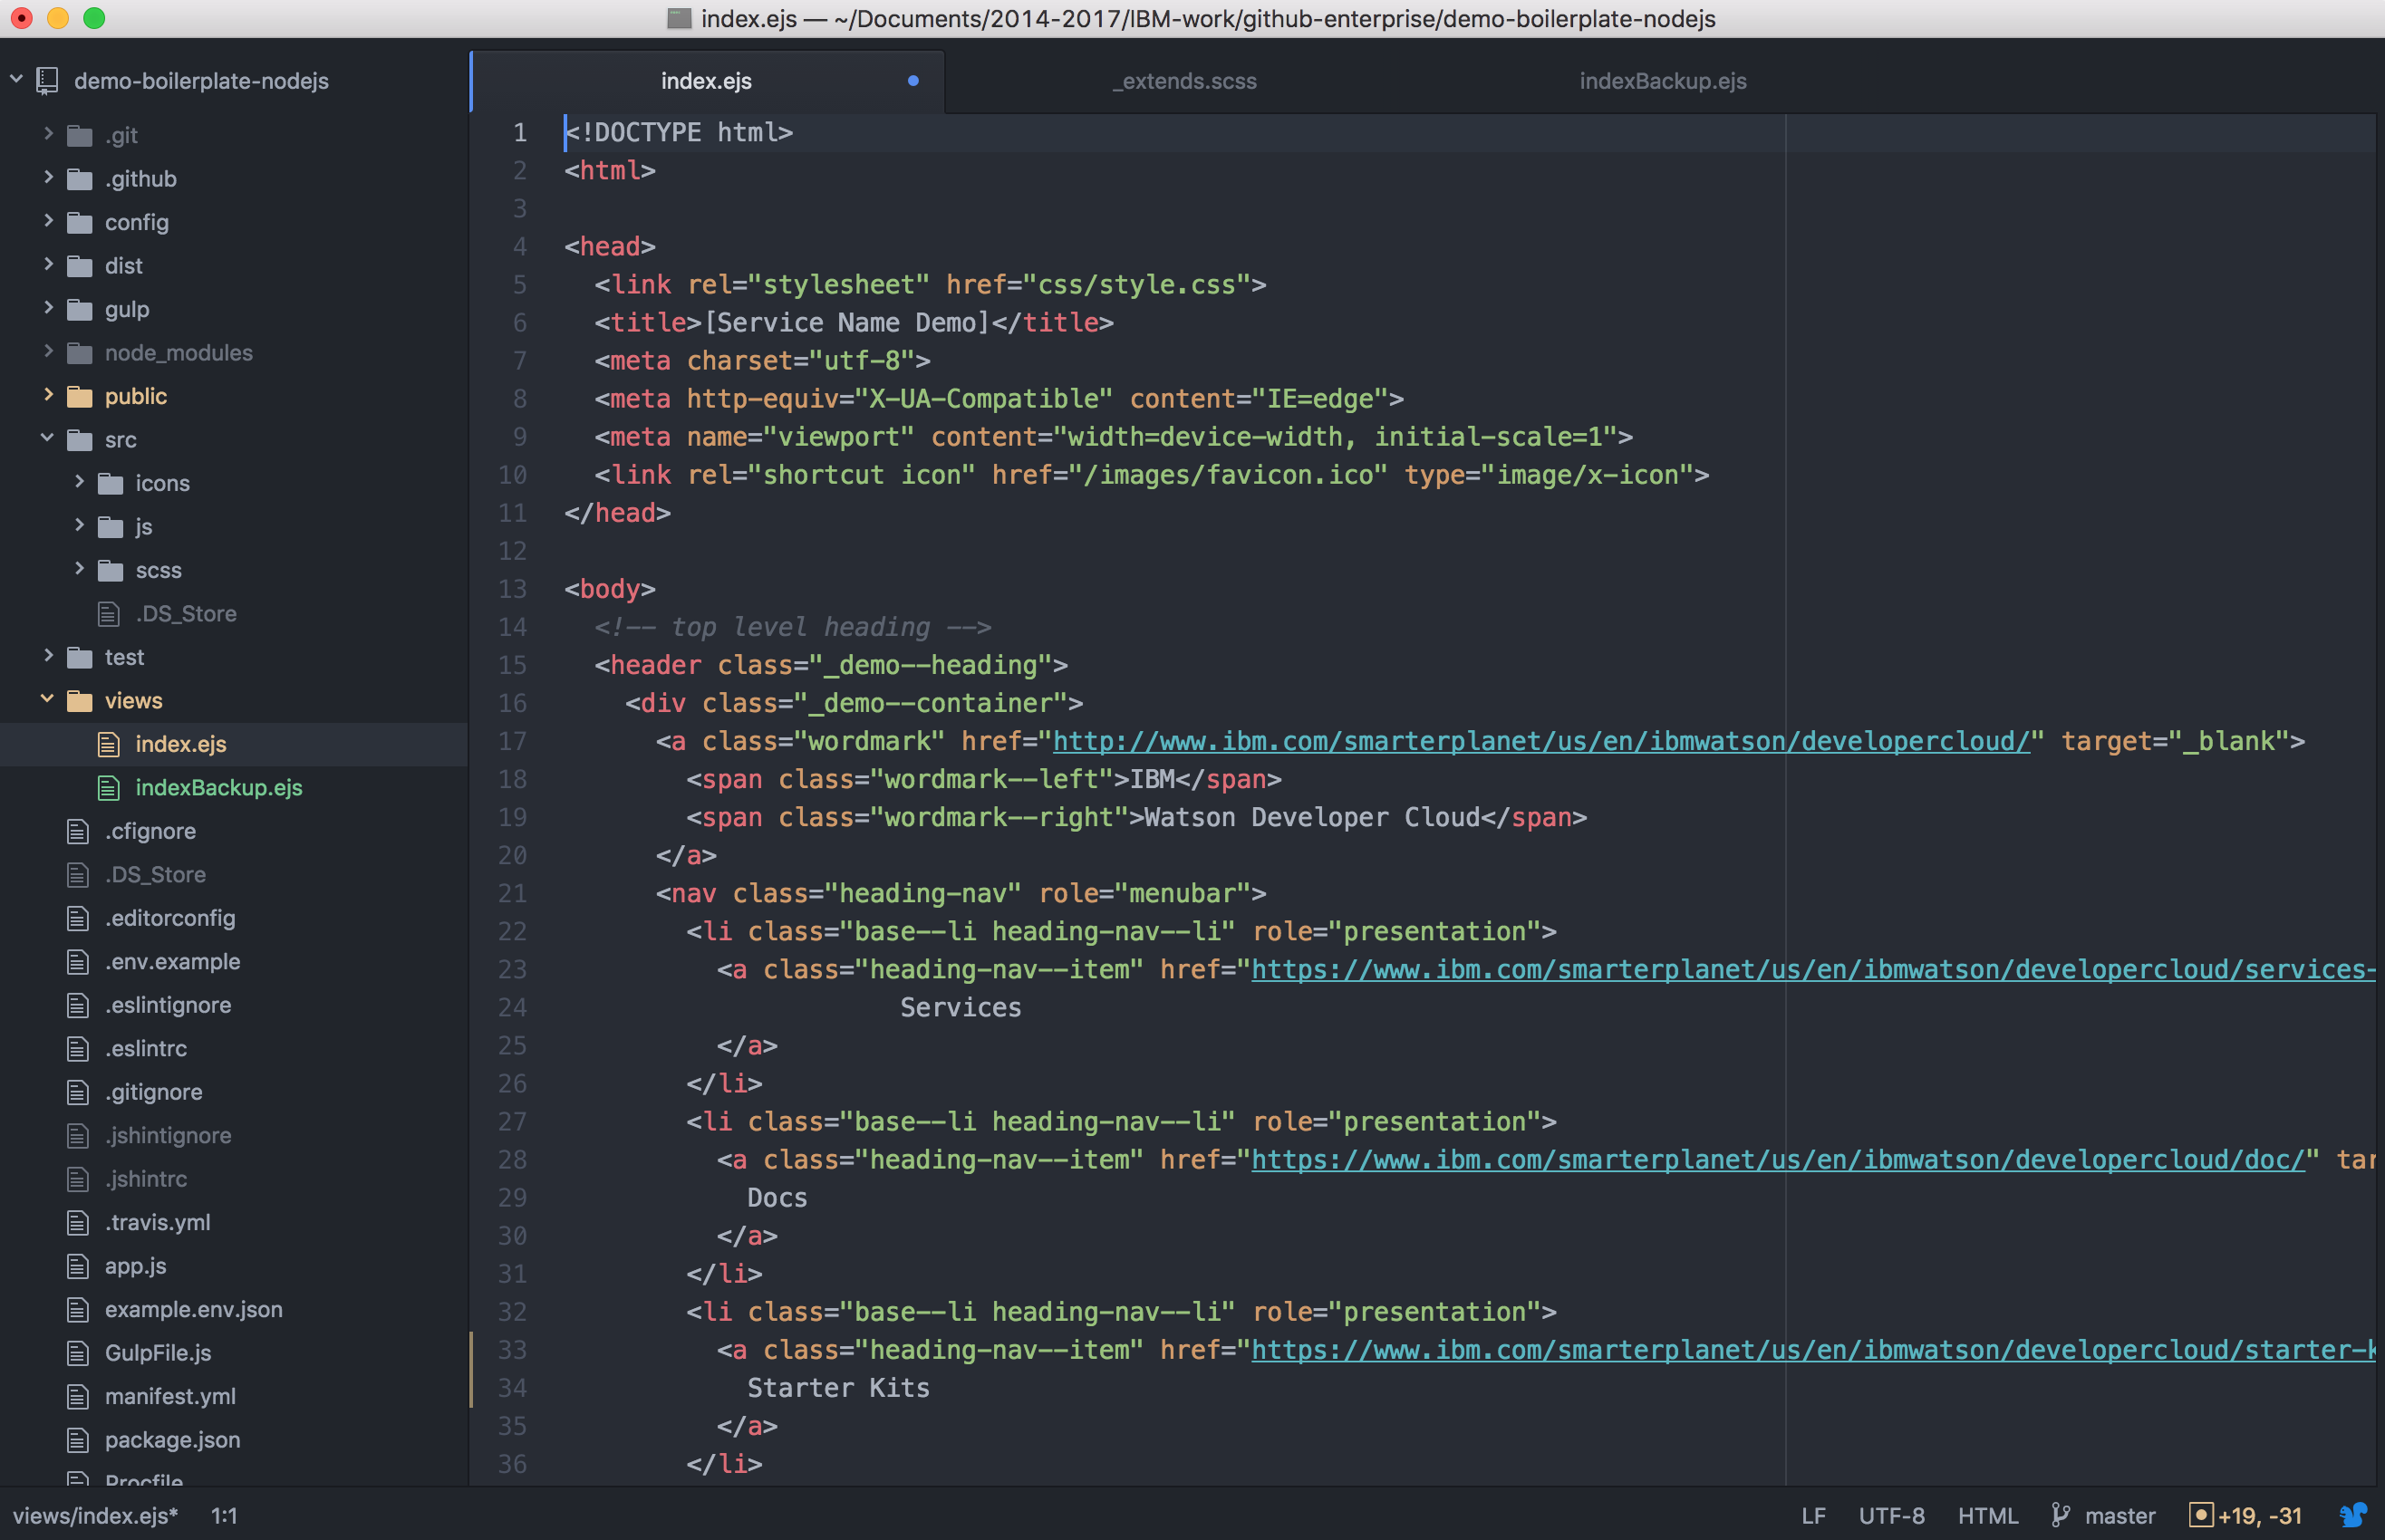 index.ejs — ~/Documents/2014-2017/IBM-work/github-enterprise/demo-boilerplate-nodejs
demo-boilerplate-nodejs
.git
.github
config
dist
gulp
node_modules
public
src
icons
js
scss
.DS_Store
test
views
index.ejs
indexBackup.ejs
.cfignore
.DS_Store
.editorconfig
.env.example
.eslintignore
.eslintrc
.gitignore
.jshintignore
.jshintrc
.travis.yml
app.js
example.env.json
GulpFile.js
manifest.yml
package.json
Procfile
index.ejs
_extends.scss
indexBackup.ejs
1 <!DOCTYPE html>
2 <html>
3
4 <head>
5 <link rel="stylesheet" href="css/style.css">
6 <title>[Service Name Demo]</title>
7 <meta charset="utf-8">
8 <meta http-equiv="X-UA-Compatible" content="IE=edge">
9 <meta name="viewport" content="width=device-width, initial-scale=1">
10 <link rel="shortcut icon" href="/images/favicon.ico" type="image/x-icon">
11 </head>
12
13 <body>
14 <!-- top level heading -->
15 <header class="_demo--heading">
16 <div class="_demo--container">
17 <a class="wordmark" href="http://www.ibm.com/smarterplanet/us/en/ibmwatson/developercloud/" target="_blank">
18 <span class="wordmark--left">IBM</span>
19 <span class="wordmark--right">Watson Developer Cloud</span>
20 </a>
21 <nav class="heading-nav" role="menubar">
22 <li class="base--li heading-nav--li" role="presentation">
23 <a class="heading-nav--item" href="https://www.ibm.com/smarterplanet/us/en/ibmwatson/developercloud/services-
24 Services
25 </a>
26 </li>
27 <li class="base--li heading-nav--li" role="presentation">
28 <a class="heading-nav--item" href="https://www.ibm.com/smarterplanet/us/en/ibmwatson/developercloud/doc/" tar
29 Docs
30 </a>
31 </li>
32 <li class="base--li heading-nav--li" role="presentation">
33 <a class="heading-nav--item" href="https://www.ibm.com/smarterplanet/us/en/ibmwatson/developercloud/starter-k
34 Starter Kits
35 </a>
36 </li>
views/index.ejs* 1:1 LF UTF-8 HTML master +19, -31